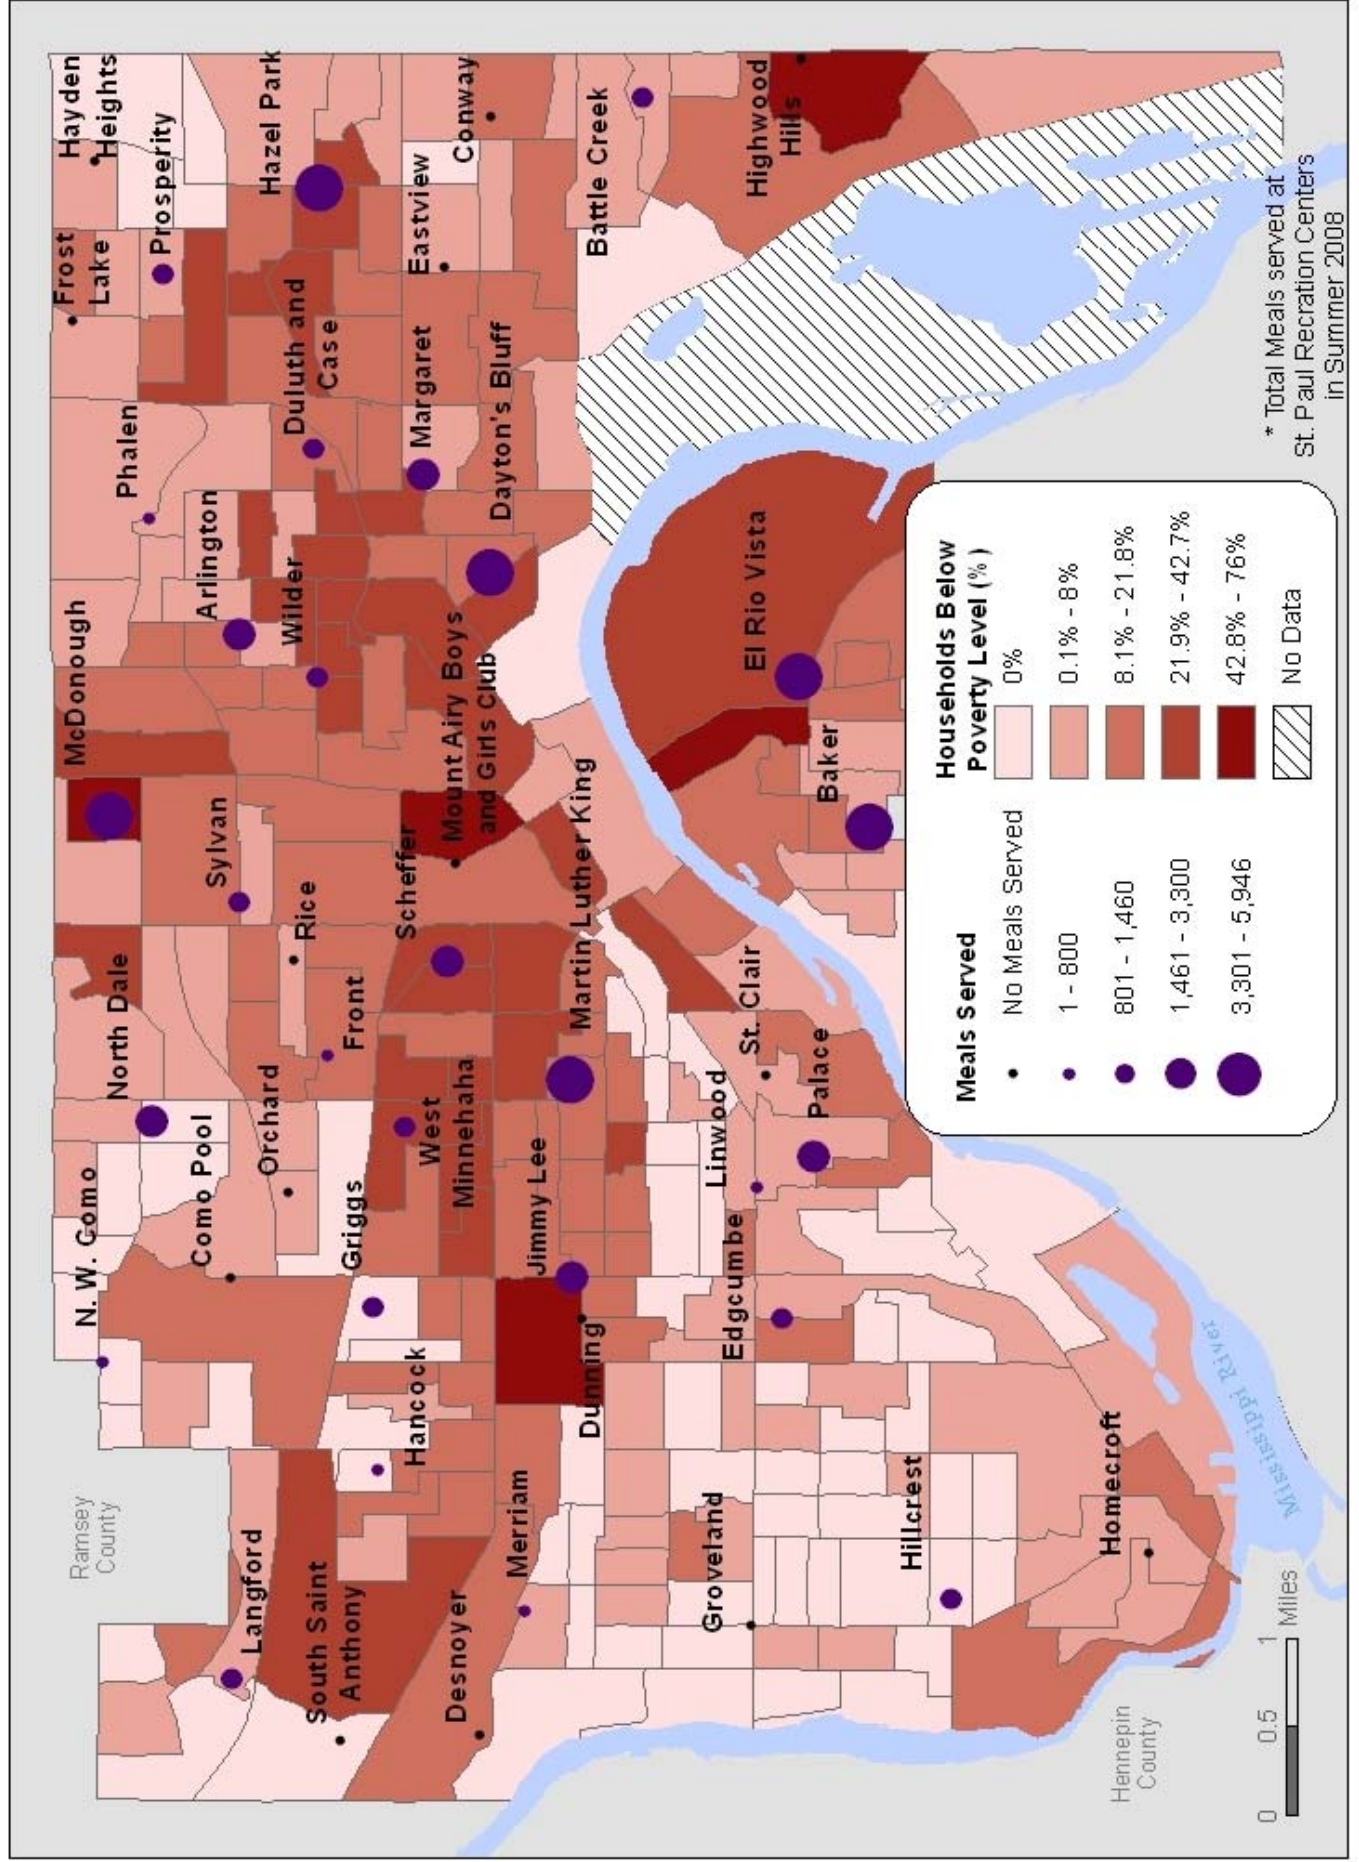 Ramsey
County
Hayden
Heights
Frost
Lake
Prosperity
McDonough
Phalen
N. W. Como
North Dale
Hazel Park
Duluth and
Case
Arlington
Wilder
Sylvan
Rice
Como Pool
Orchard
Front
Langford
South Saint
Anthony
Griggs
Hancock
West
Minnehaha
Scheffer
Mount Airy Boys
and Girls Club
Margaret
Eastview
Conway
Dayton's Bluff
Desnoyer
Merriam
Dunning
Jimmy Lee
Martin Luther King
Battle Creek
Highwood
Hills
El Rio Vista
Baker
St. Clair
Palace
Linwood
Edgcumbe
Groveland
Hillcrest
Homecroft
Hennepin
County
Mississippi River
Mississippi
0 0.5 1
Miles
Meals Served
No Meals Served
1 - 800
801 - 1,460
1,461 - 3,300
3,301 - 5,946
Households Below
Poverty Level (%)
0%
0.1% - 8%
8.1% - 21.8%
21.9% - 42.7%
42.8% - 76%
No Data
* Total Meals served at
St. Paul Recration Centers
in Summer 2008